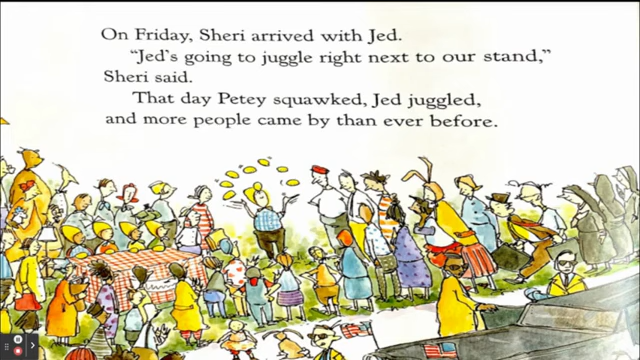 On Friday, Sheri arrived with Jed.
"Jed's going to juggle right next to our stand,"
Sheri said.
That day Petey squawked, Jed juggled,
and more people came by than ever before.